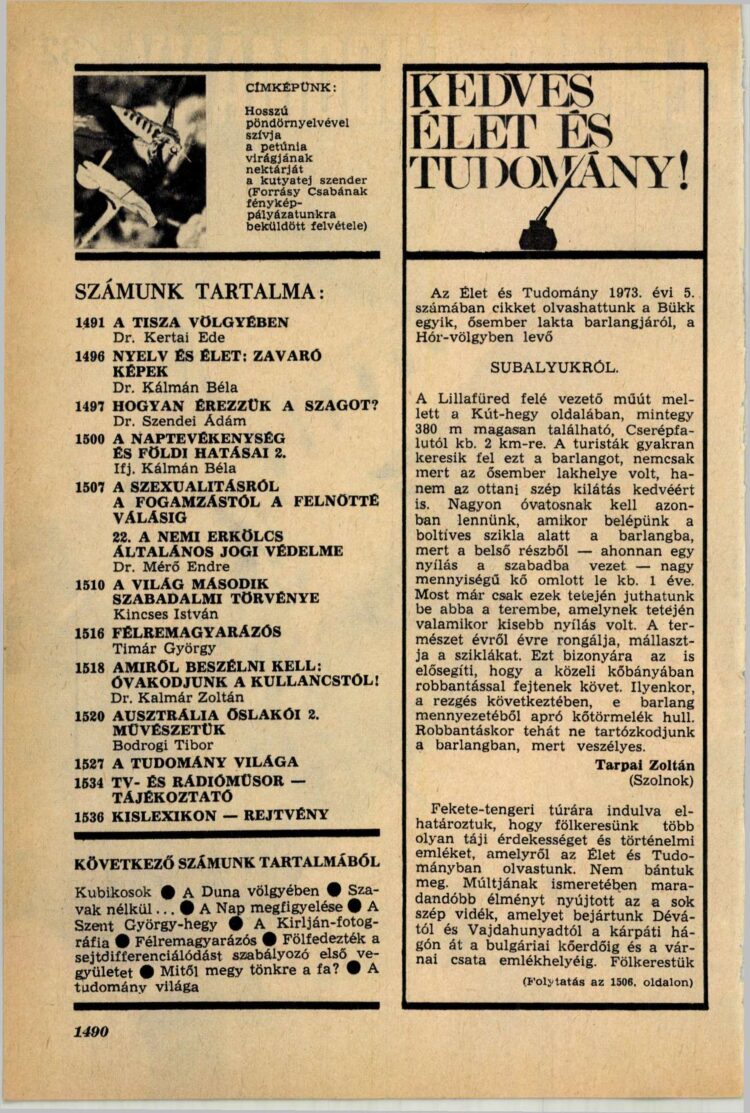 CÍMKÉPÜNK:
Hosszú
pöndörnyelvével
szívja
a petúnia
virágjának
nektárját
a kutyatej szender
(Forrásy Csabának
fénykép-
pályázatunkra
beküldött felvétele)
SZÁMUNK TARTALMA:
1491 A TISZA VÖLGYÉBEN
Dr. Kertai Ede
1496 NYELV ÉS ÉLET: ZAVARÓ
KÉPEK
Dr. Kálmán Béla
1497 HOGYAN ÉREZZÜK A SZAGOT?
Dr. Szendei Ádám
1500 A NAPTEVÉKENYSÉG
ÉS FÖLDI HATÁSAI 2.
Ifj. Kálmán Béla
1507 A SZEXUALITÁSRÓL
A FOGAMZÁSTÓL A FELNŐTTÉ
VÁLÁSIG
22. A NEMI ERKÖLCS
ÁLTALÁNOS JOGI VÉDELME
Dr. Mérő Endre
1510 A VILÁG MÁSODIK
SZABADALMI TÖRVÉNYE
Kincses István
1516 FÉLREMAGYARÁZÓS
Timár György
1518 AMIRŐL BESZÉLNI KELL:
ÓVAKODJUNK A KULLANCSTÓL!
Dr. Kalmár Zoltán
1520 AUSZTRÁLIA ŐSLAKÓI 2.
MŰVÉSZETÜK
Bodrogi Tibor
1527 A TUDOMÁNY VILÁGA
1534 TV- ÉS RÁDIÓMŰSOR —
TÁJÉKOZTATÓ
1536 KISLEXIKON — REJTVÉNY
KÖVETKEZŐ SZÁMUNK TARTALMÁBÓL
Kubikosok ● A Duna völgyében ● Sza-
vak nélkül... ● A Nap megfigyelése ● A
Szent György-hegy ● A Kirlján-fotog-
ráfia ● Félremagyarázós ● Fölfedezték a
sejtdifferenciálódást szabályozó első ve-
gyületet ● Mitől megy tönkre a fa? ● A
tudomány világa
1490
KEDVES
ÉLET ÉS
TUDOMÁNY!
Az Élet és Tudomány 1973. évi 5.
számában cikket olvashattunk a Bükk
egyik, ősember lakta barlangjáról, a
Hór-völgyben levő
SUBALYUKRÓL.
A Lillafüred felé vezető műút mel-
lett a Kút-hegy oldalában, mintegy
380 m magasan található, Cserépfa-
lutól kb. 2 km-re. A turisták gyakran
keresik fel ezt a barlangot, nemcsak
mert az ősember lakhelye volt, ha-
nem az ottani szép kilátás kedvéért
is. Nagyon óvatosnak kell azon-
ban lennünk, amikor belépünk a
boltíves szikla alatt a barlangba,
mert a belső részből — ahonnan egy
nyílás a szabadba vezet — nagy
mennyiségű kő omlott le kb. 1 éve.
Most már csak ezek tetején juthatunk
be abba a terembe, amelynek tetején
valamikor kisebb nyílás volt. A ter-
mészet évről évre rongálja, mállaszt-
ja a sziklákat. Ezt bizonyára az is
elősegíti, hogy a közeli kőbányában
robbantással fejtenek követ. Ilyenkor,
a rezgés következtében, e barlang
mennyezetéből apró kőtörmelék hull.
Robbantáskor tehát ne tartózkodjunk
a barlangban, mert veszélyes.
Tarpai Zoltán
(Szolnok)
Fekete-tengeri túrára indulva el-
határoztuk, hogy fölkeresünk több
olyan táji érdekességet és történelmi
emléket, amelyről az Élet és Tudo-
mányban olvastunk. Nem bántuk
meg. Múltjának ismeretében mara-
dandóbb élményt nyújtott az a sok
szép vidék, amelyet bejártunk Dévá-
tól és Vajdahunyadtól a kárpáti há-
gón át a bulgáriai kőerdőig és a vár-
nai csata emlékhelyéig. Fölkerestük
(Folytatás az 1506. oldalon)